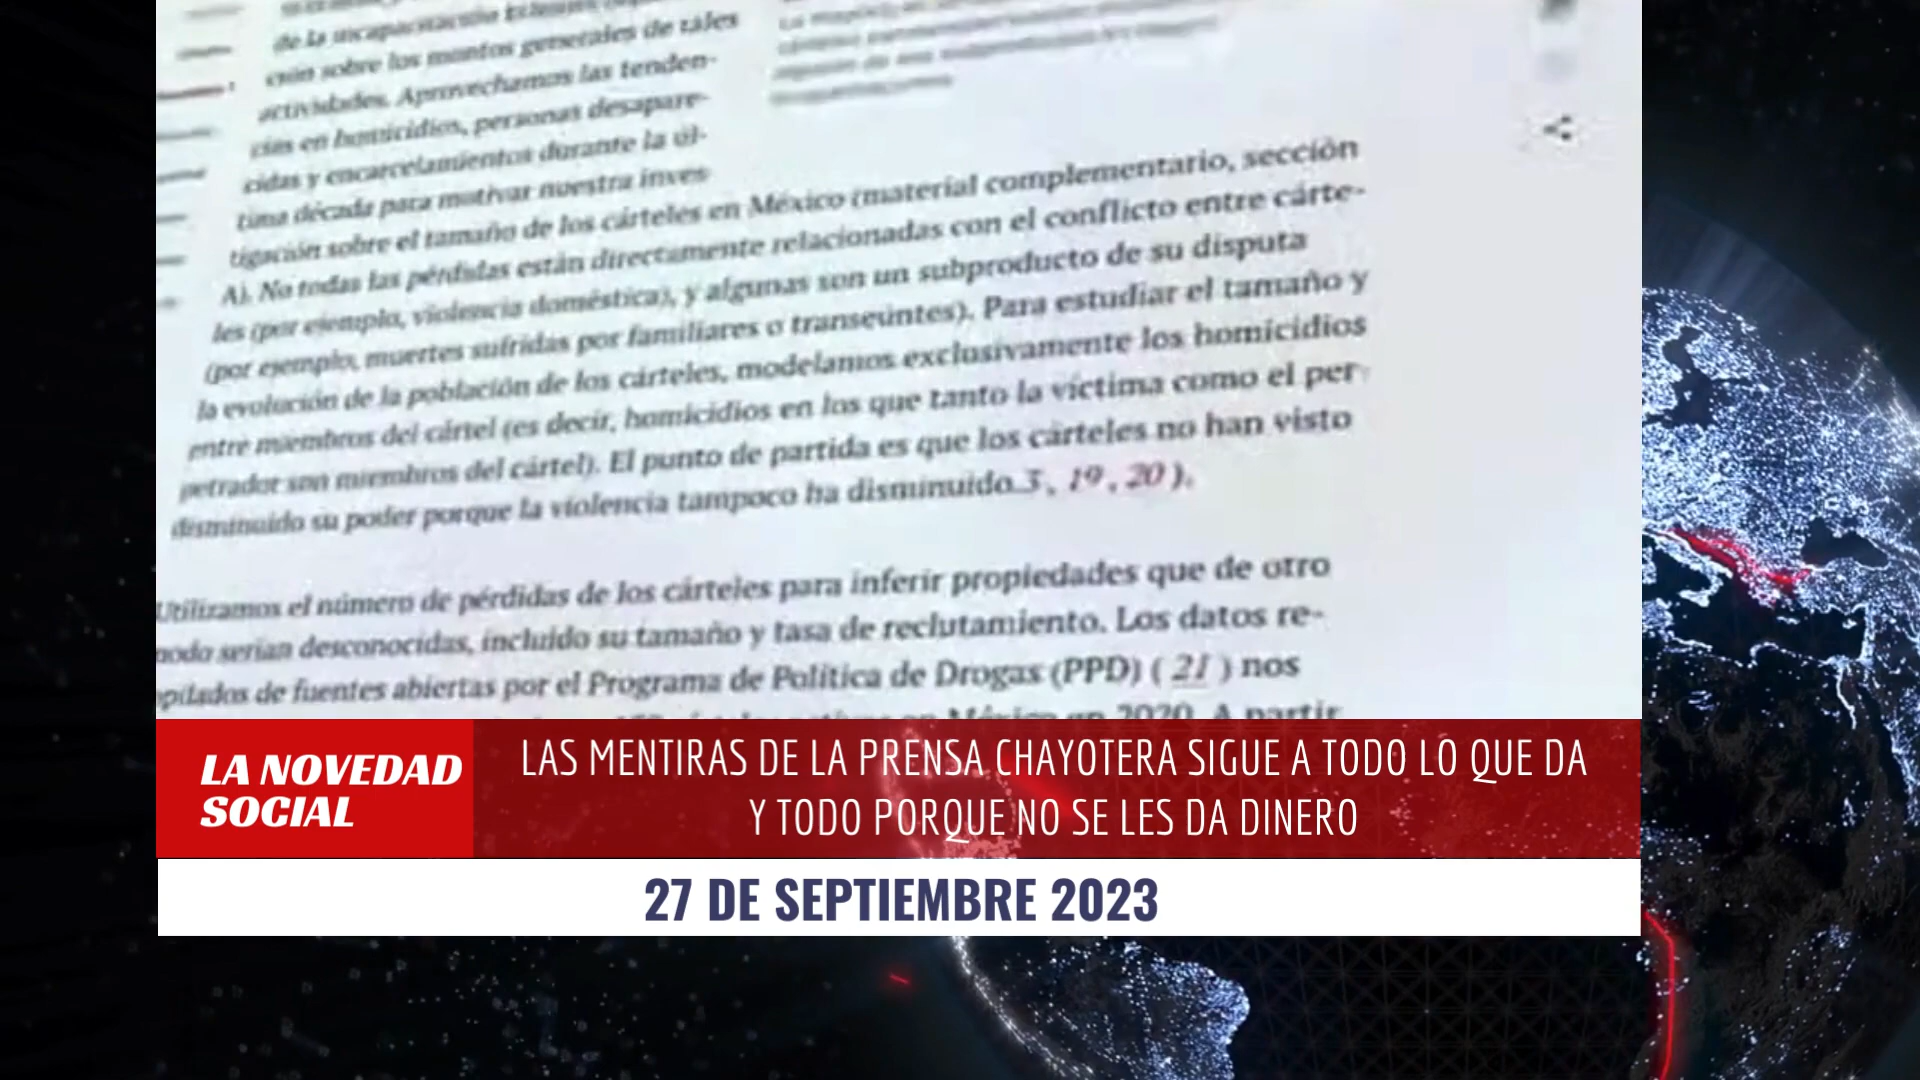 de la incapacitación
ción sobre los montos generales de tales
actividades. Aprovechamos las tenden-
cias en homicidios, personas desapare-
cidas y encarcelamientos durante la úl-
tima década para motivar nuestra inves
tigación sobre el tamaño de los cárteles en México (material complementario, sección
A). No todas las pérdidas están directamente relacionadas con el conflicto entre cárte-
les (por ejemplo, violencia doméstica), y algunas son un subproducto de su disputa
(por ejemplo, muertes sufridas por familiares o transeúntes). Para estudiar el tamaño y
la evolución de la población de los cárteles, modelamos exclusivamente los homicidios
entre miembros del cártel (es decir, homicidios en los que tanto la víctima como el per-
petrador son miembros del cártel). El punto de partida es que los cárteles no han visto
disminuido su poder porque la violencia tampoco ha disminuido 3, 19, 20).
Utilizamos el número de pérdidas de los cárteles para inferir propiedades que de otro
modo serían desconocidas, incluido su tamaño y tasa de reclutamiento. Los datos re-
opilados de fuentes abiertas por el Programa de Política de Drogas (PPD) ( 21 ) nos
México en 2020. A partir
LA NOVEDAD
SOCIAL
LAS MENTIRAS DE LA PRENSA CHAYOTERA SIGUE A TODO LO QUE DA
Y TODO PORQUE NO SE LES DA DINERO
27 DE SEPTIEMBRE 2023